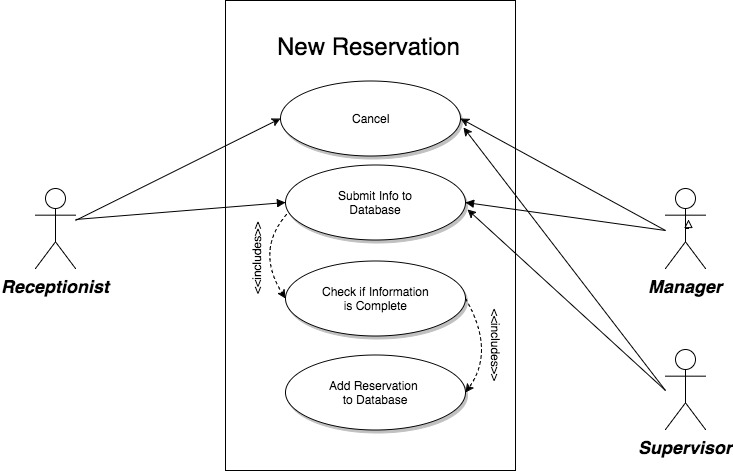 New Reservation
Cancel
Submit Info to
Database
<<includes>>
Check if Information
is Complete
<<includes>>
Add Reservation
to Database
Receptionist
Manager
Supervisor